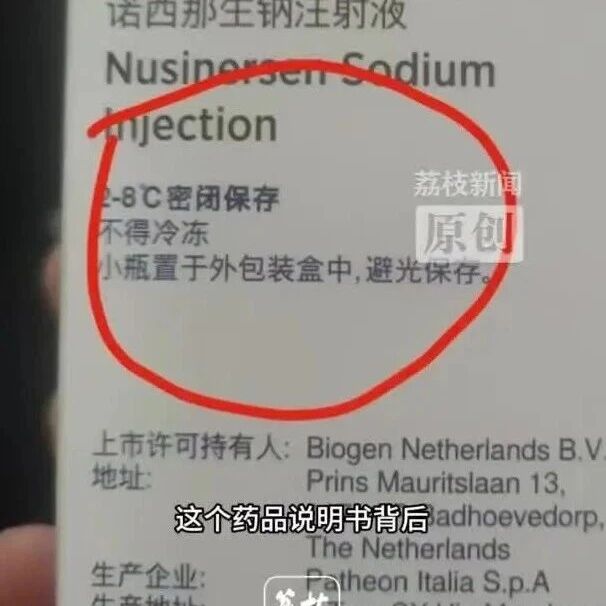 诺西那生钠注射液
Nusinersen Sodium
Injection
2-8℃密闭保存
荔枝新闻
原创
不得冷冻
小瓶置于外包装盒中,避光保存。
上市许可持有人: Biogen Netherlands B.V.
地址: Prins Mauritslaan 13,
这个药品说明书背后
Badhoevedorp,
The Netherlands
生产企业: Patheon Italia S.p.A